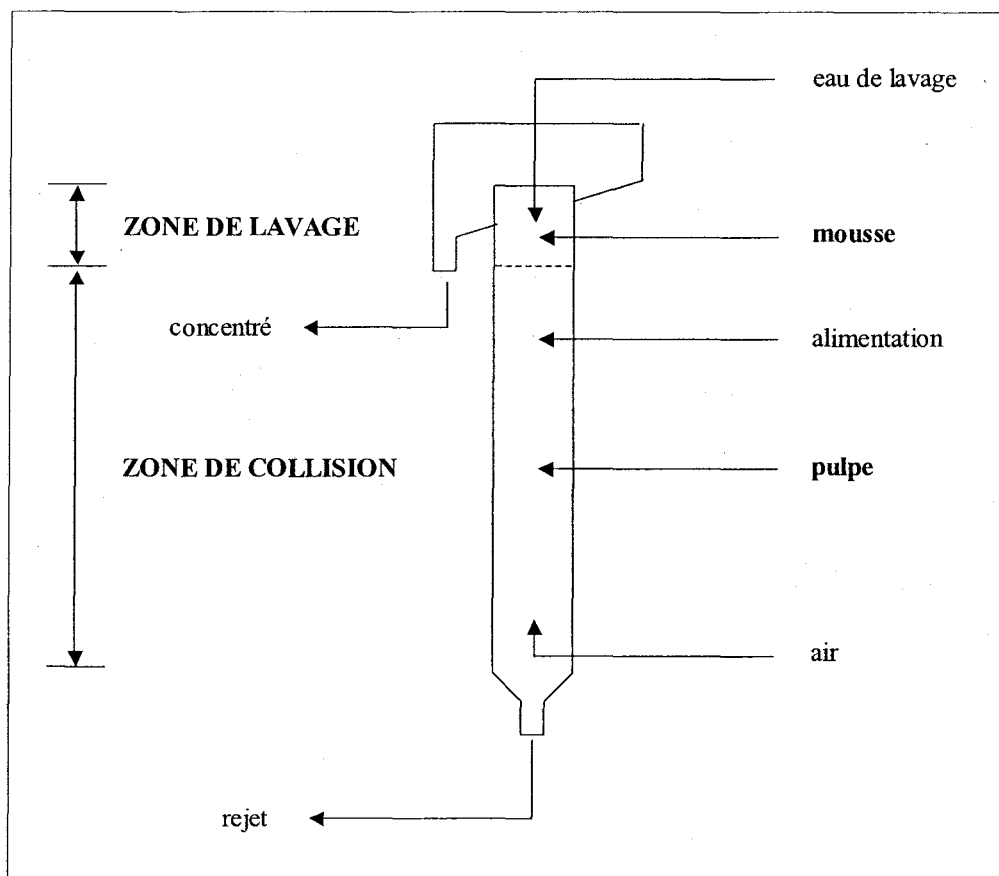 eau de lavage
ZONE DE LAVAGE
mousse
concentré
alimentation
ZONE DE COLLISION
pulpe
air
rejet